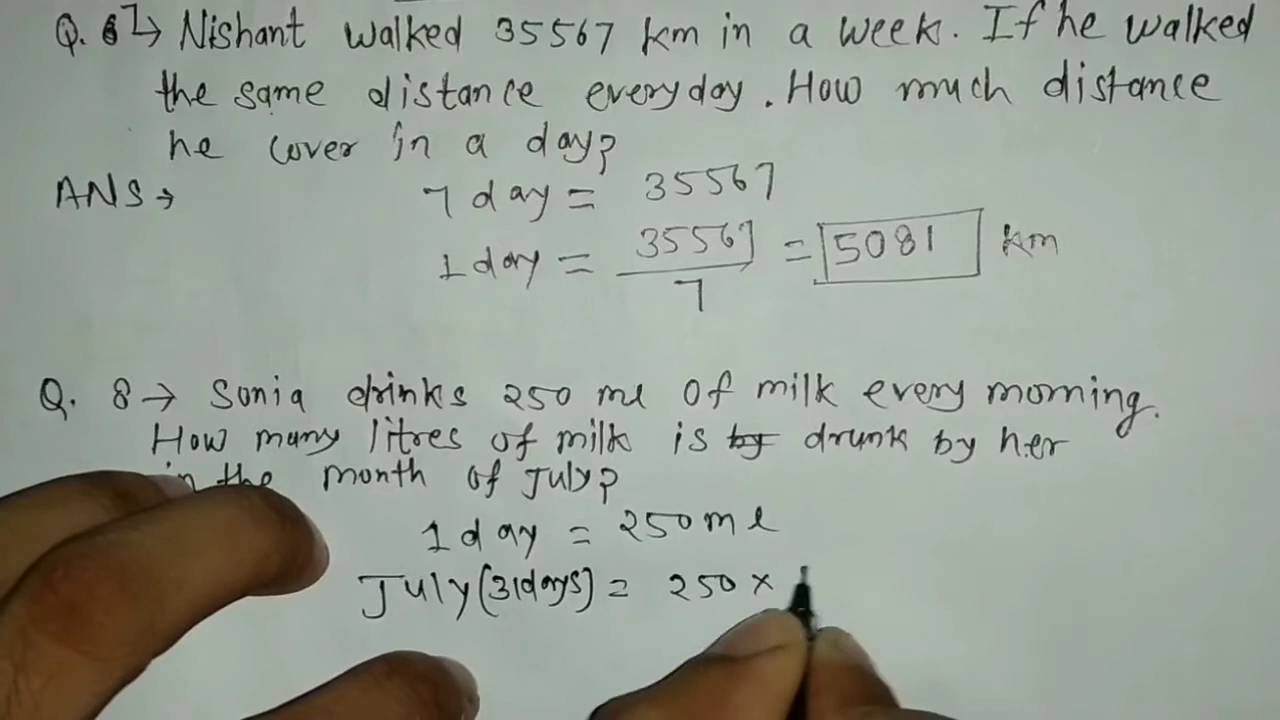 Q. 7→ Nishant walked 35567 km in a week. If he walked
the same distance everyday. How much distance
he cover in a day?
ANS→ 7 day = 35567
1 day = 35567/7 = 5081 km
Q. 8→ Sonia drinks 250 ml of milk every morning.
How many litres of milk is by drunk by her
in the month of July?
1 day = 250 ml
July (31days) = 250 ×